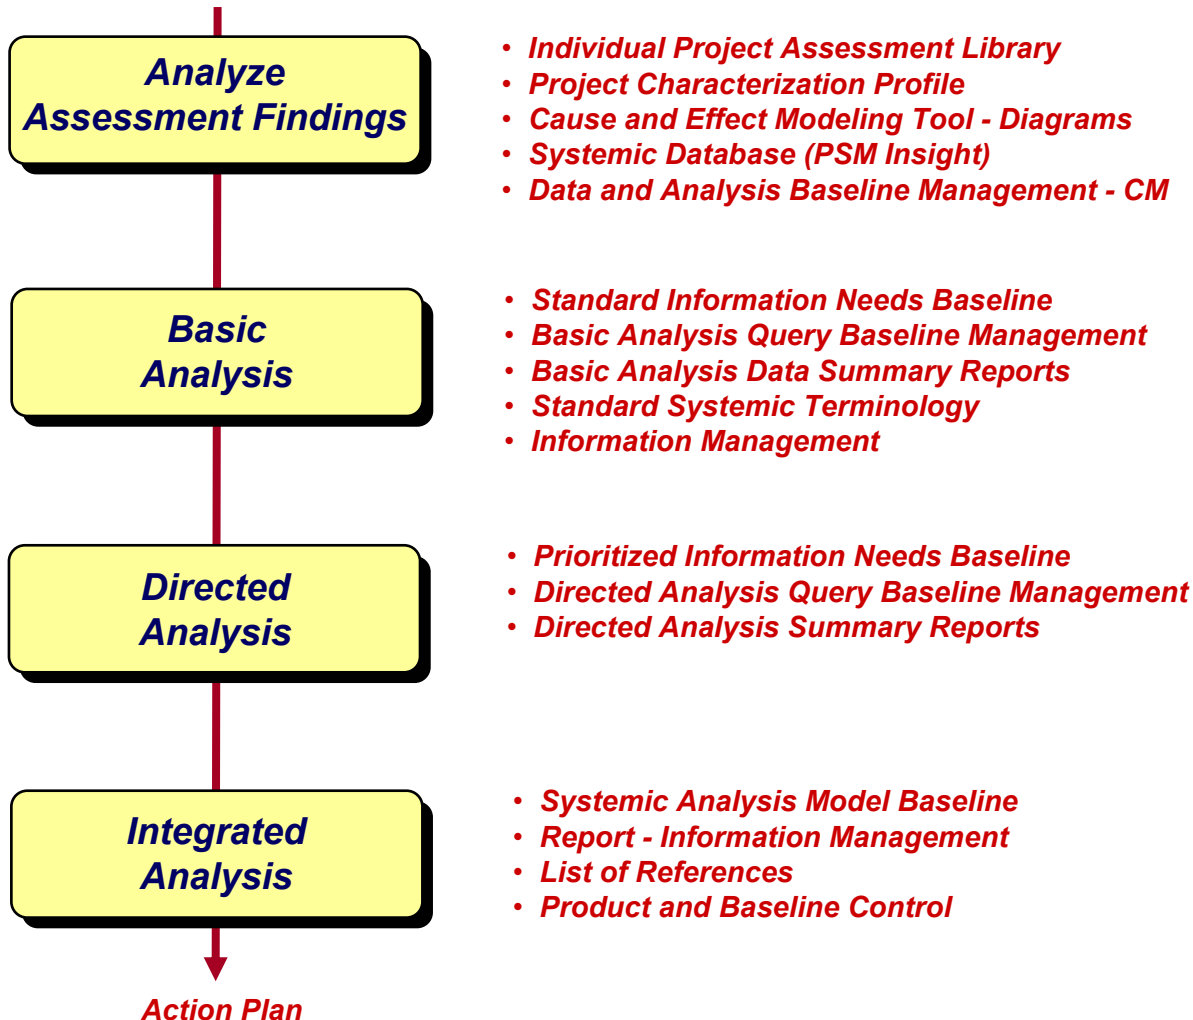 Analyze
Assessment Findings
• Individual Project Assessment Library
• Project Characterization Profile
• Cause and Effect Modeling Tool - Diagrams
• Systemic Database (PSM Insight)
• Data and Analysis Baseline Management - CM
Basic
Analysis
• Standard Information Needs Baseline
• Basic Analysis Query Baseline Management
• Basic Analysis Data Summary Reports
• Standard Systemic Terminology
• Information Management
Directed
Analysis
• Prioritized Information Needs Baseline
• Directed Analysis Query Baseline Management
• Directed Analysis Summary Reports
Integrated
Analysis
• Systemic Analysis Model Baseline
• Report - Information Management
• List of References
• Product and Baseline Control
Action Plan